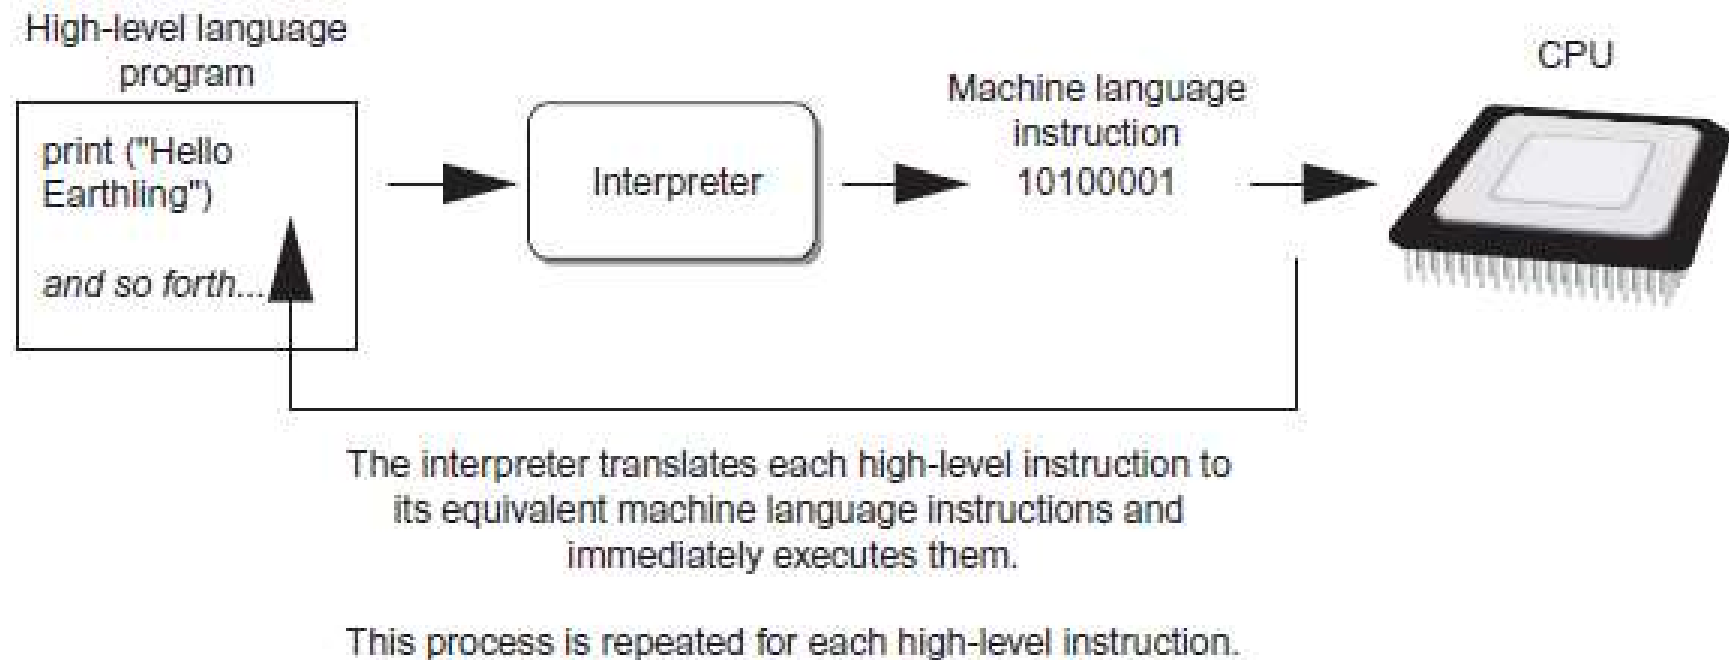 High-level language
program
print ("Hello
Earthling")
and so forth...
Interpreter
Machine language
instruction
10100001
CPU
The interpreter translates each high-level instruction to
its equivalent machine language instructions and
immediately executes them.
This process is repeated for each high-level instruction.